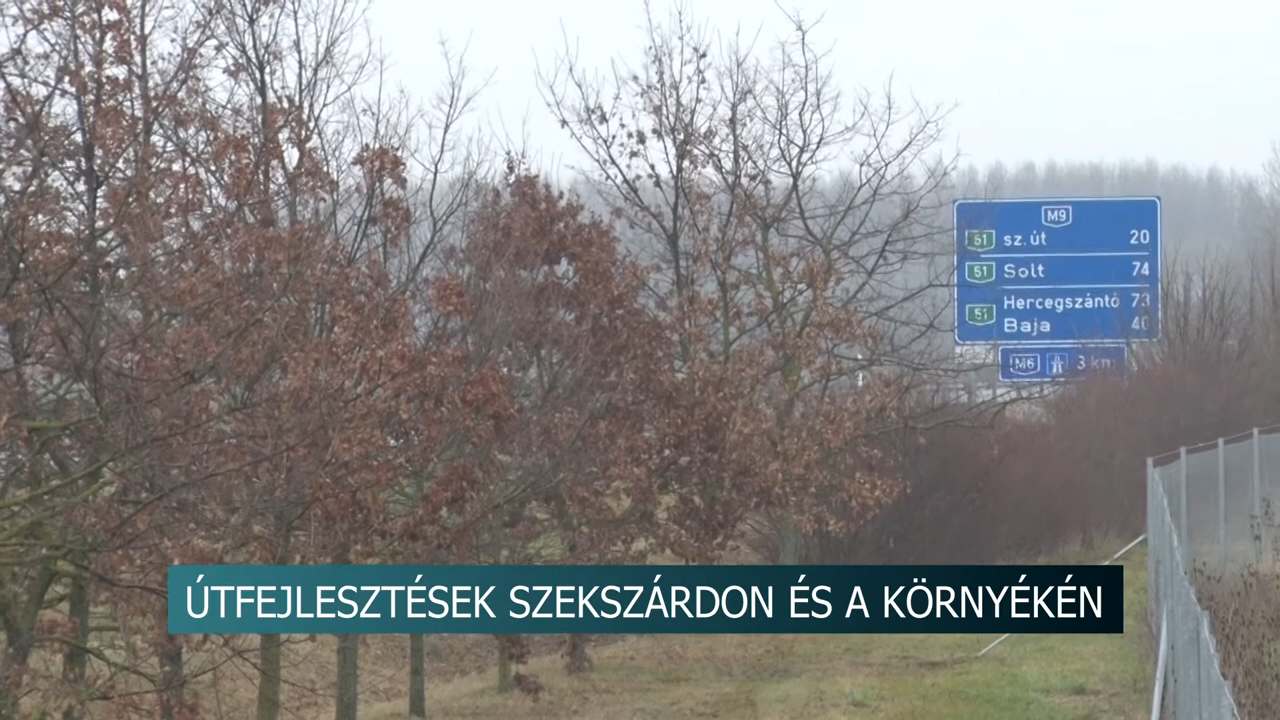 M9
51 sz. út 20
51 Solt 74
51 Hercegszántó 73
Baja 40
M6 3 km
ÚTFEJLESZTÉSEK SZEKSZÁRDON ÉS A KÖRNYÉKÉN